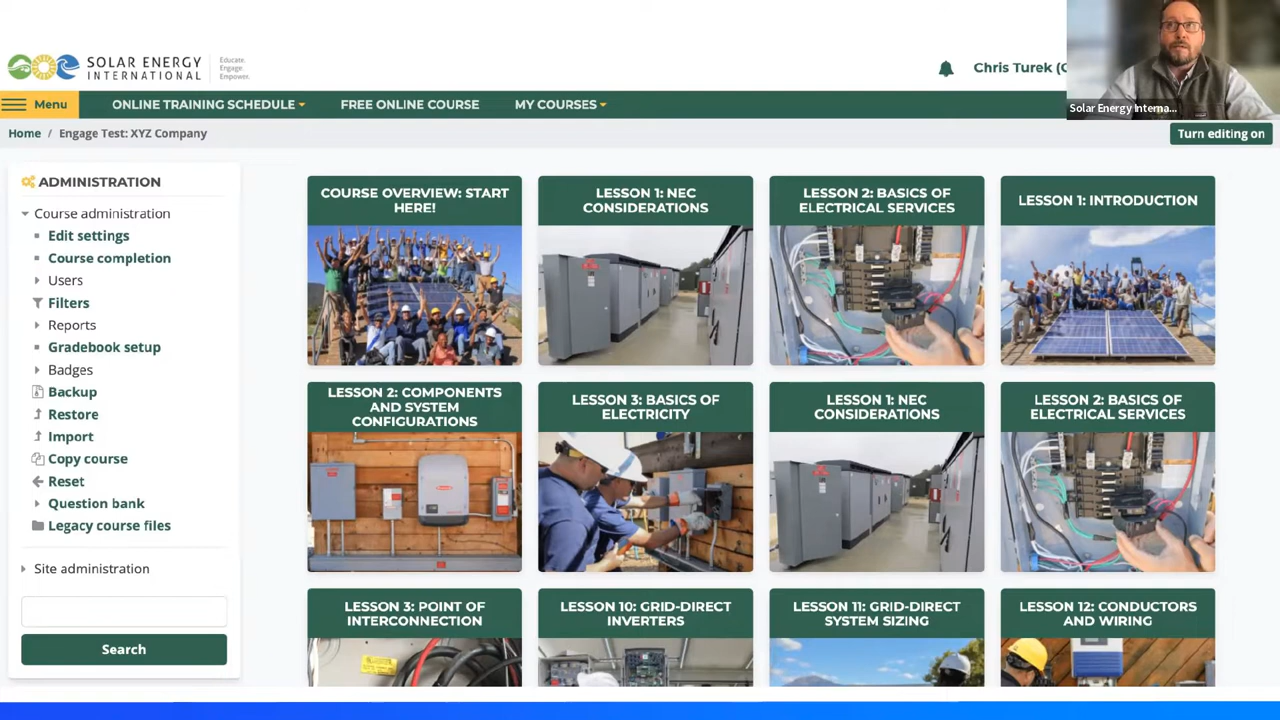 SOLAR ENERGY
INTERNATIONAL
Educate.
Engage.
Empower.
Chris Turek (
Solar Energy Interna...
Menu
ONLINE TRAINING SCHEDULE
FREE ONLINE COURSE
MY COURSES
Home / Engage Test: XYZ Company
Turn editing on
ADMINISTRATION
Course administration
Edit settings
Course completion
Users
Filters
Reports
Gradebook setup
Badges
Backup
Restore
Import
Copy course
Reset
Question bank
Legacy course files
Site administration
Search
COURSE OVERVIEW: START
HERE!
LESSON 1: NEC
CONSIDERATIONS
LESSON 2: BASICS OF
ELECTRICAL SERVICES
LESSON 1: INTRODUCTION
LESSON 2: COMPONENTS
AND SYSTEM
CONFIGURATIONS
LESSON 3: BASICS OF
ELECTRICITY
LESSON 1: NEC
CONSIDERATIONS
LESSON 2: BASICS OF
ELECTRICAL SERVICES
LESSON 3: POINT OF
INTERCONNECTION
LESSON 10: GRID-DIRECT
INVERTERS
LESSON 11: GRID-DIRECT
SYSTEM SIZING
LESSON 12: CONDUCTORS
AND WIRING